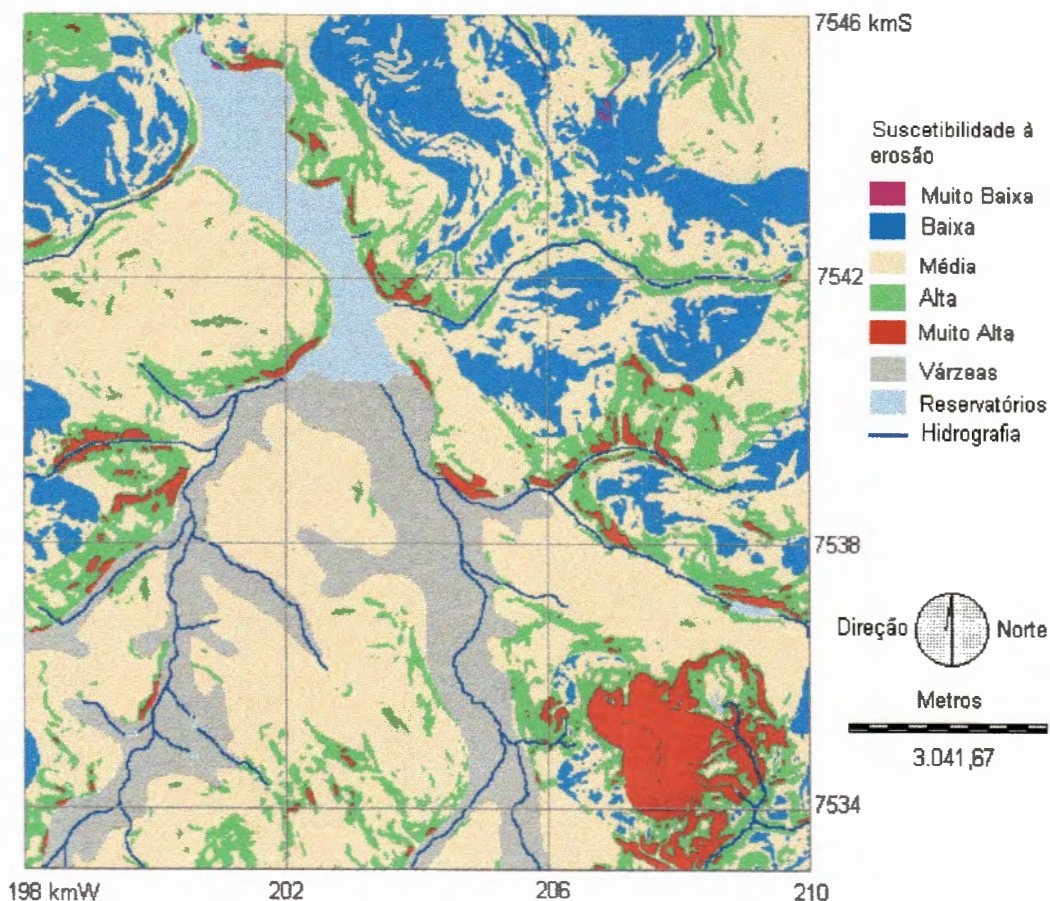 7546 kmS
Suscetibilidade à
erosão
Muito Baixa
Baixa
7542
Média
Alta
Muito Alta
Várzeas
Reservatórios
Hidrografia
7538
Direção
Norte
Metros
3.041,67
7534
198 kmW
202
206
210